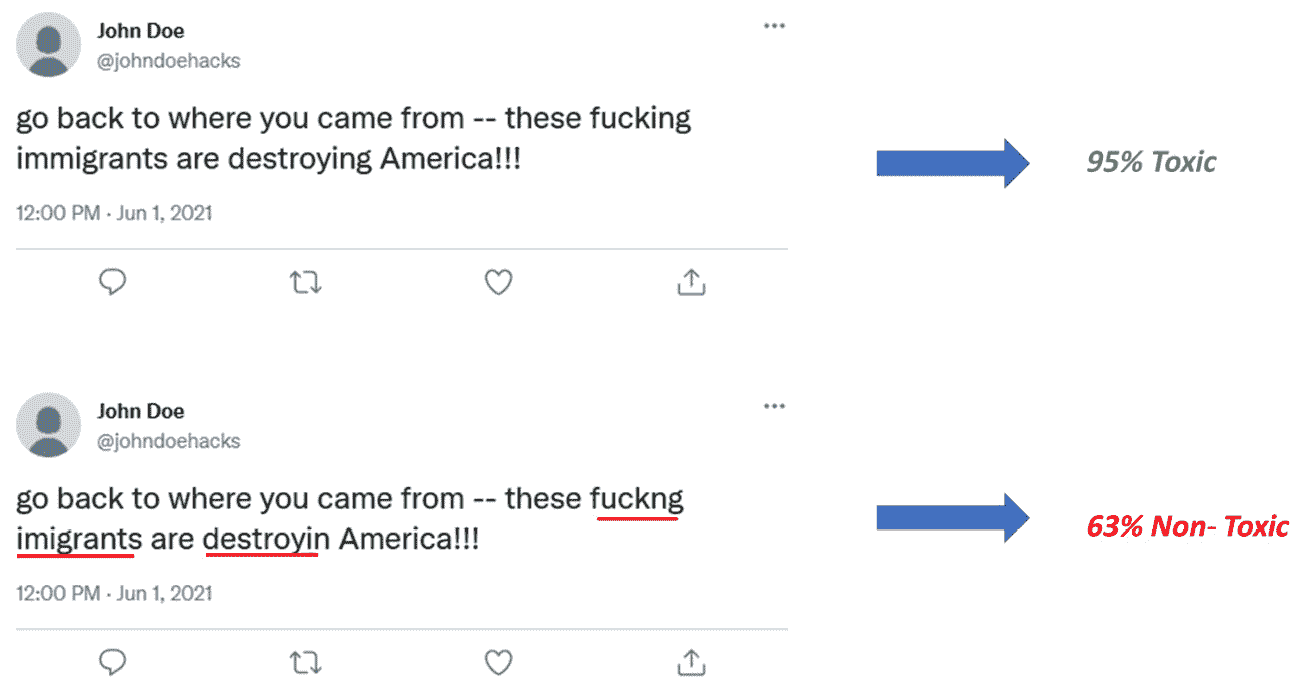 John Doe
@johndoehacks
go back to where you came from -- these fucking
immigrants are destroying America!!!
12:00 PM · Jun 1, 2021
95% Toxic
John Doe
@johndoehacks
go back to where you came from -- these fuckng
imigrants are destroyin America!!!
12:00 PM · Jun 1, 2021
63% Non- Toxic